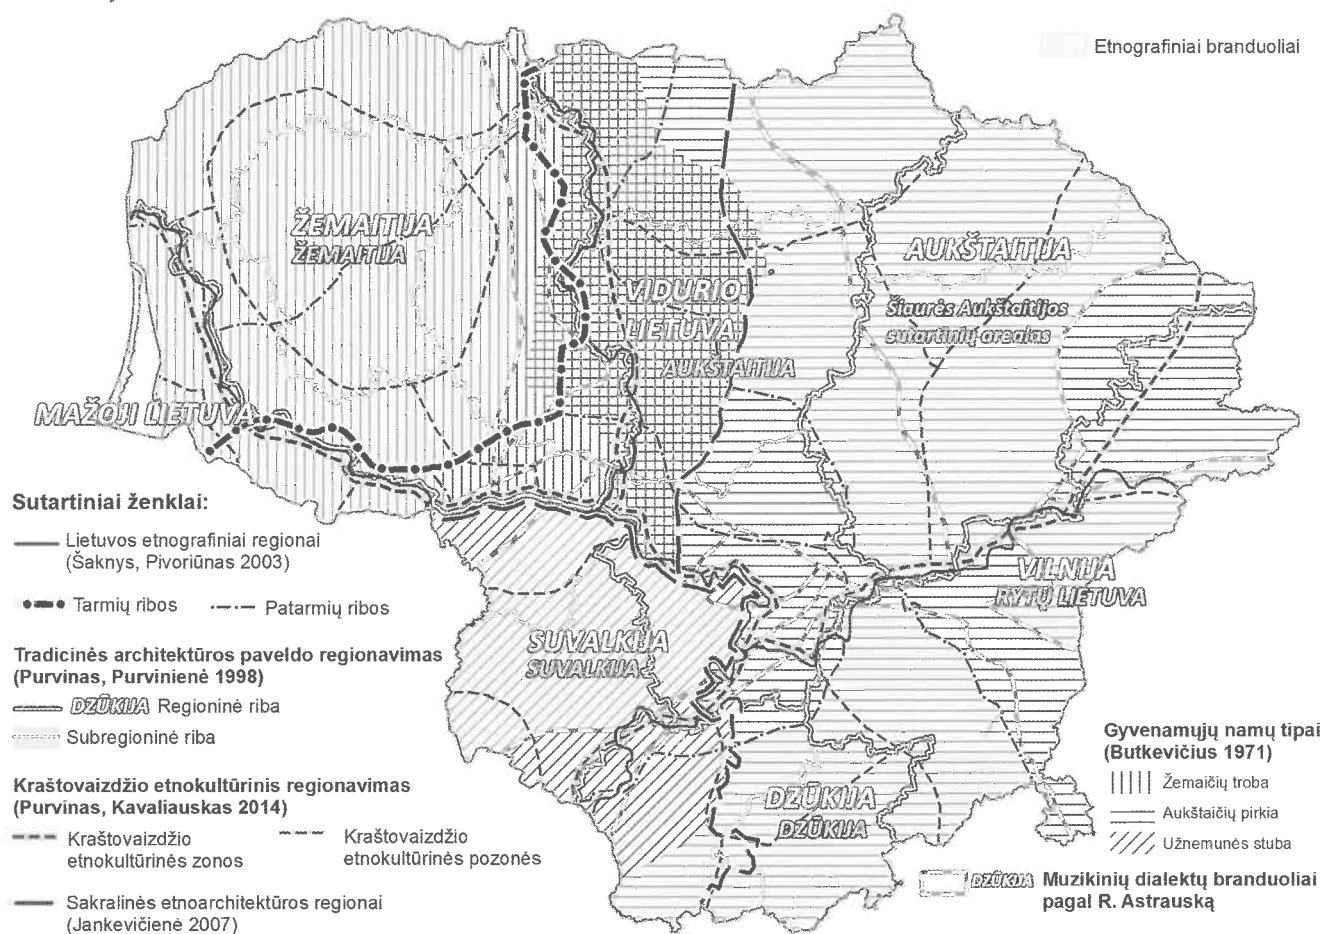 Etnografiniai branduoliai
ŽEMAITIJA
ŽEMAITIJA
AUKŠTAITIJA
VIDURIO
LIETUVA
AUKŠTAITIJA
Šiaurės Aukštaitijos
sutartinių arealas
MAŽOJI LIETUVA
VILNIJA
RYTŲ LIETUVA
SUVALKIJA
SUVALKIJA
DZŪKIJA
DZŪKIJA
Sutartiniai ženklai:
Lietuvos etnografiniai regionai
(Šaknys, Pivoriūnas 2003)
Tarmių ribos
Patarmių ribos
Tradicinės architektūros paveldo regionavimas
(Purvinas, Purvinienė 1998)
DZŪKIJA Regioninė riba
Subregioninė riba
Kraštovaizdžio etnokultūrinis regionavimas
(Purvinas, Kavaliauskas 2014)
Kraštovaizdžio
etnokultūrinės zonos
Kraštovaizdžio
etnokultūrinės pozonės
Sakralinės etnoarchitektūros regionai
(Jankevičienė 2007)
Gyvenamųjų namų tipai
(Butkevičius 1971)
Žemaičių troba
Aukštaičių pirkia
Užnemunės stuba
DZŪKIJA Muzikinių dialektų branduoliai
pagal R. Astrauską